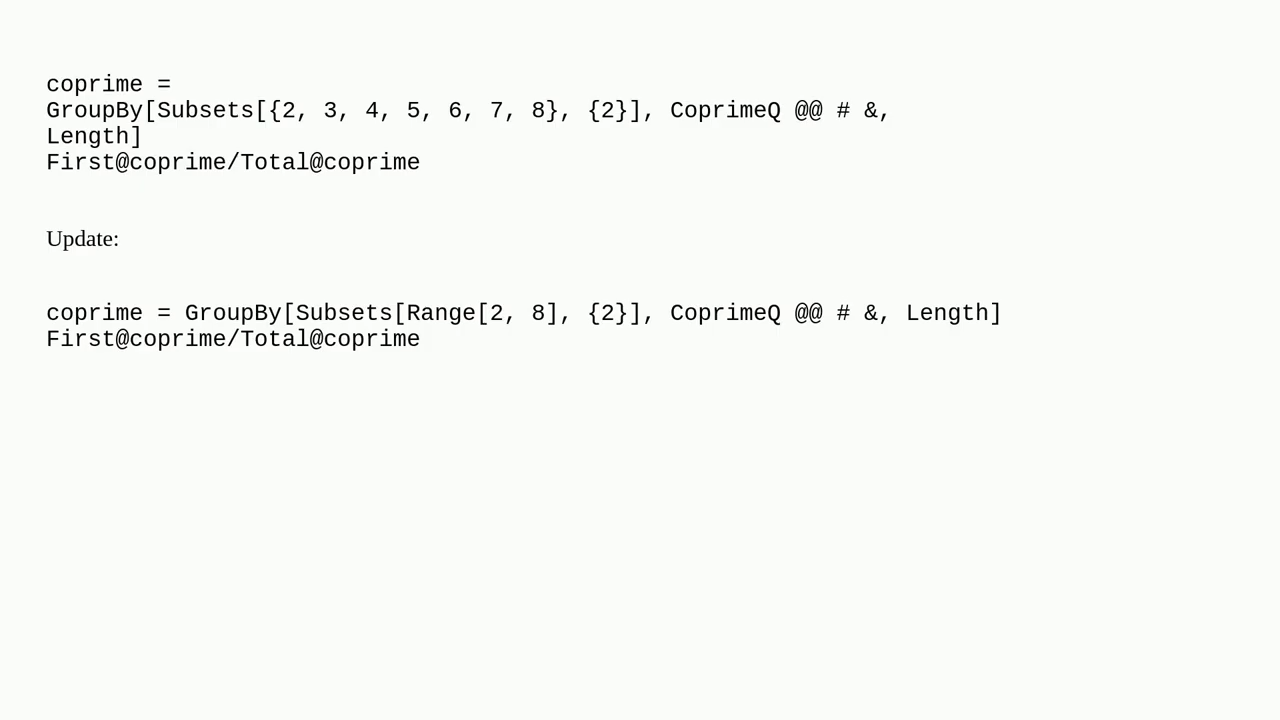 coprime =
GroupBy[Subsets[{2, 3, 4, 5, 6, 7, 8}, {2}], CoprimeQ @@ # &,
Length]
First@coprime/Total@coprime
Update:
coprime = GroupBy[Subsets[Range[2, 8], {2}], CoprimeQ @@ # &, Length]
First@coprime/Total@coprime